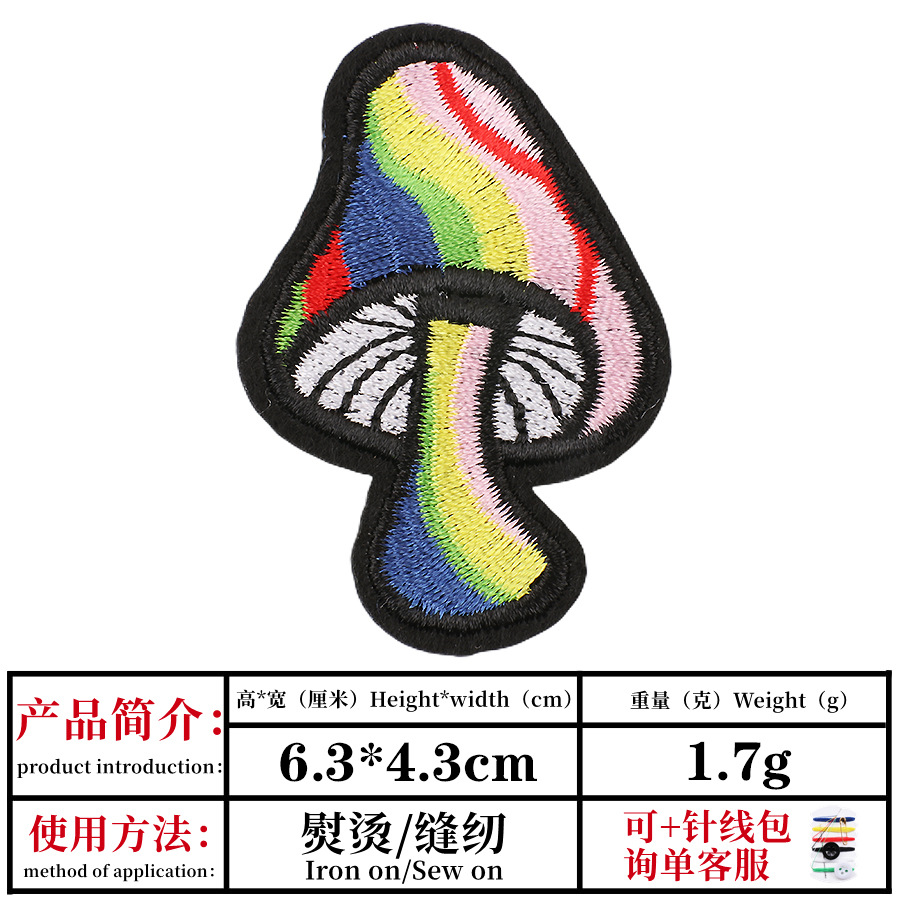 产品简介：
product introduction：
高*宽（厘米）Height*width（cm）
重量（克）Weight（g）
6.3*4.3cm
1.7g
使用方法：
method of application：
熨烫/缝纫
Iron on/Sew on
可+针线包
询单客服